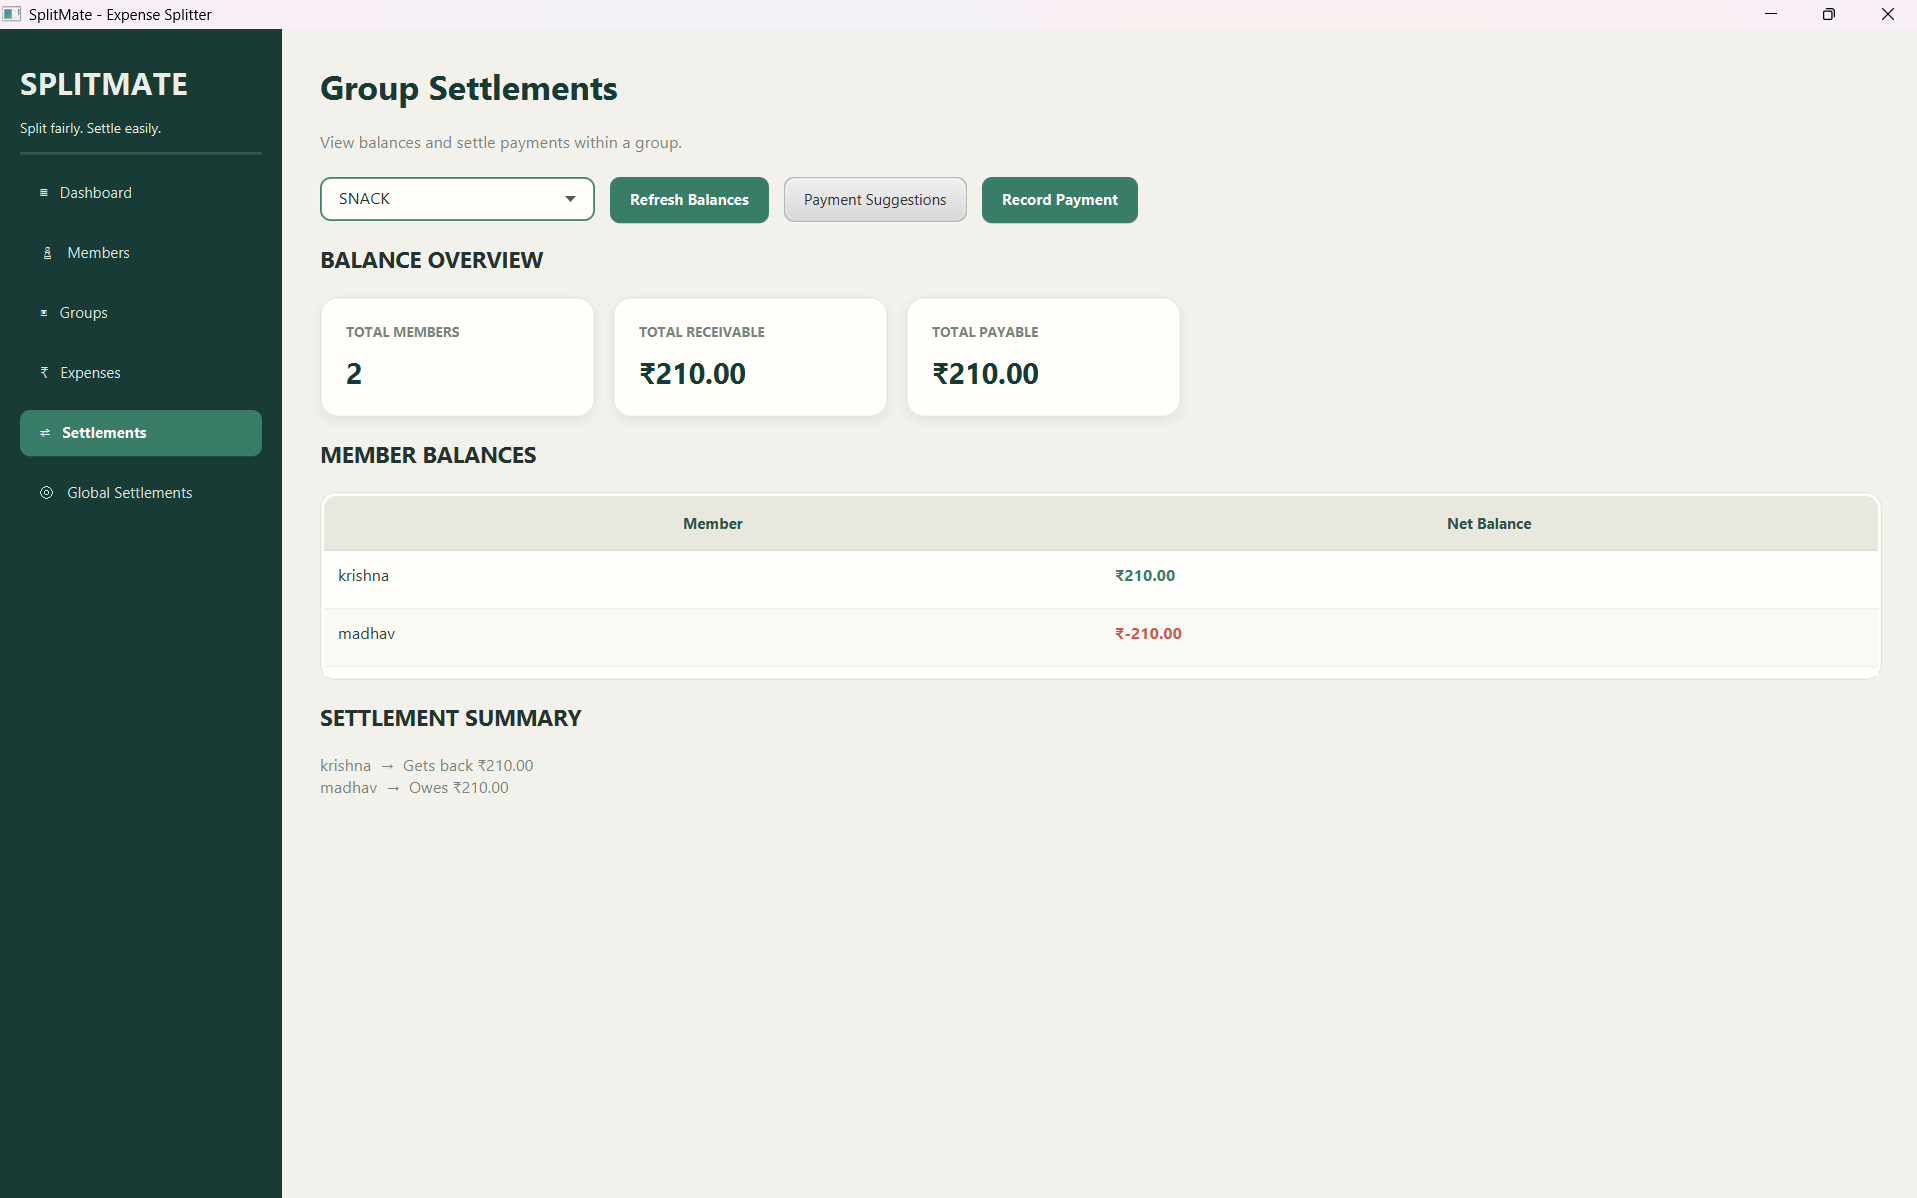 SplitMate - Expense Splitter
SPLITMATE
Split fairly. Settle easily.
Dashboard
Members
Groups
₹ Expenses
⇄ Settlements
◎ Global Settlements
Group Settlements
View balances and settle payments within a group.
SNACK
Refresh Balances
Payment Suggestions
Record Payment
BALANCE OVERVIEW
TOTAL MEMBERS
2
TOTAL RECEIVABLE
₹210.00
TOTAL PAYABLE
₹210.00
MEMBER BALANCES
Member Net Balance
krishna ₹210.00
madhav ₹-210.00
SETTLEMENT SUMMARY
krishna → Gets back ₹210.00
madhav → Owes ₹210.00